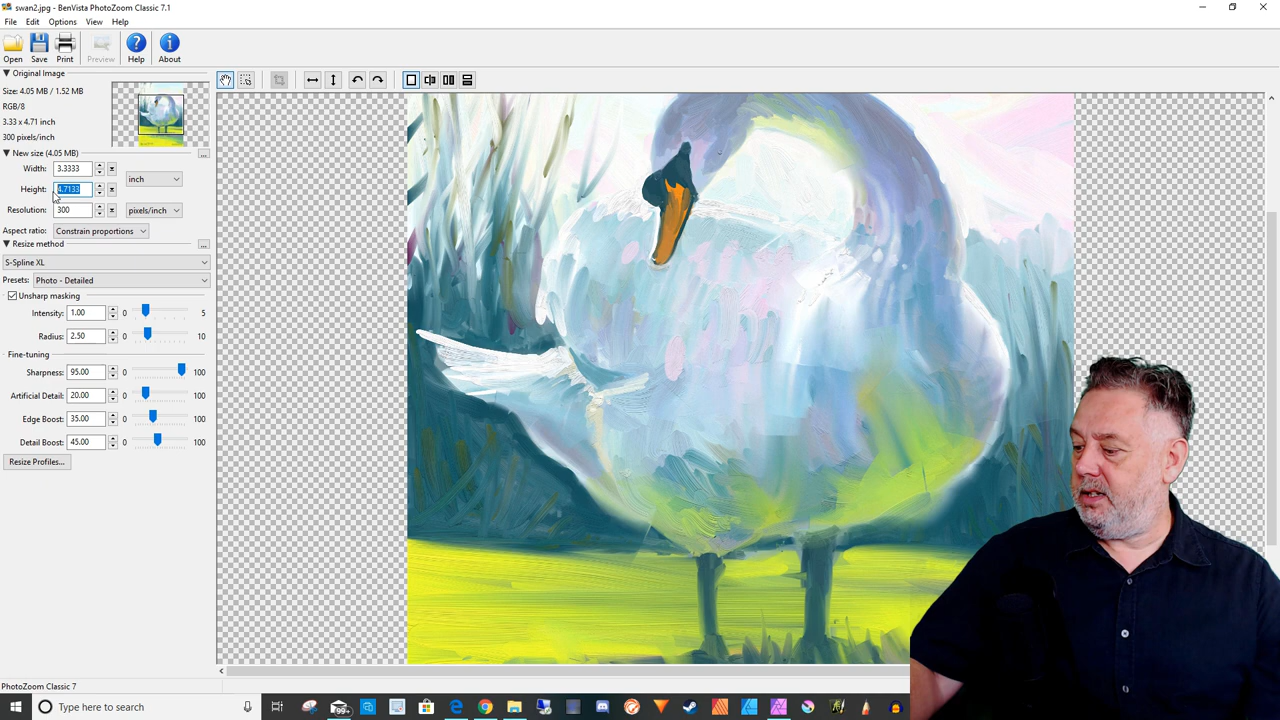 swan2.jpg - BenVista PhotoZoom Classic 7.1
File Edit Options View Help
Open Save Print Preview Help About
Original Image
Size: 4.05 MB / 1.52 MB
RGB/8
3.33 x 4.71 inch
300 pixels/inch
New size (4.05 MB) ...
Width: 3.3333
inch
Height: 4.7133
Resolution: 300 pixels/inch
Aspect ratio: Constrain proportions
Resize method ...
S-Spline XL
Presets: Photo - Detailed
Unsharp masking
Intensity: 1.00 0 5
Radius: 2.50 0 10
Fine-tuning
Sharpness: 95.00 0 100
Artificial Detail: 20.00 0 100
Edge Boost: 35.00 0 100
Detail Boost: 45.00 0 100
Resize Profiles...
PhotoZoom Classic 7
Type here to search
99+